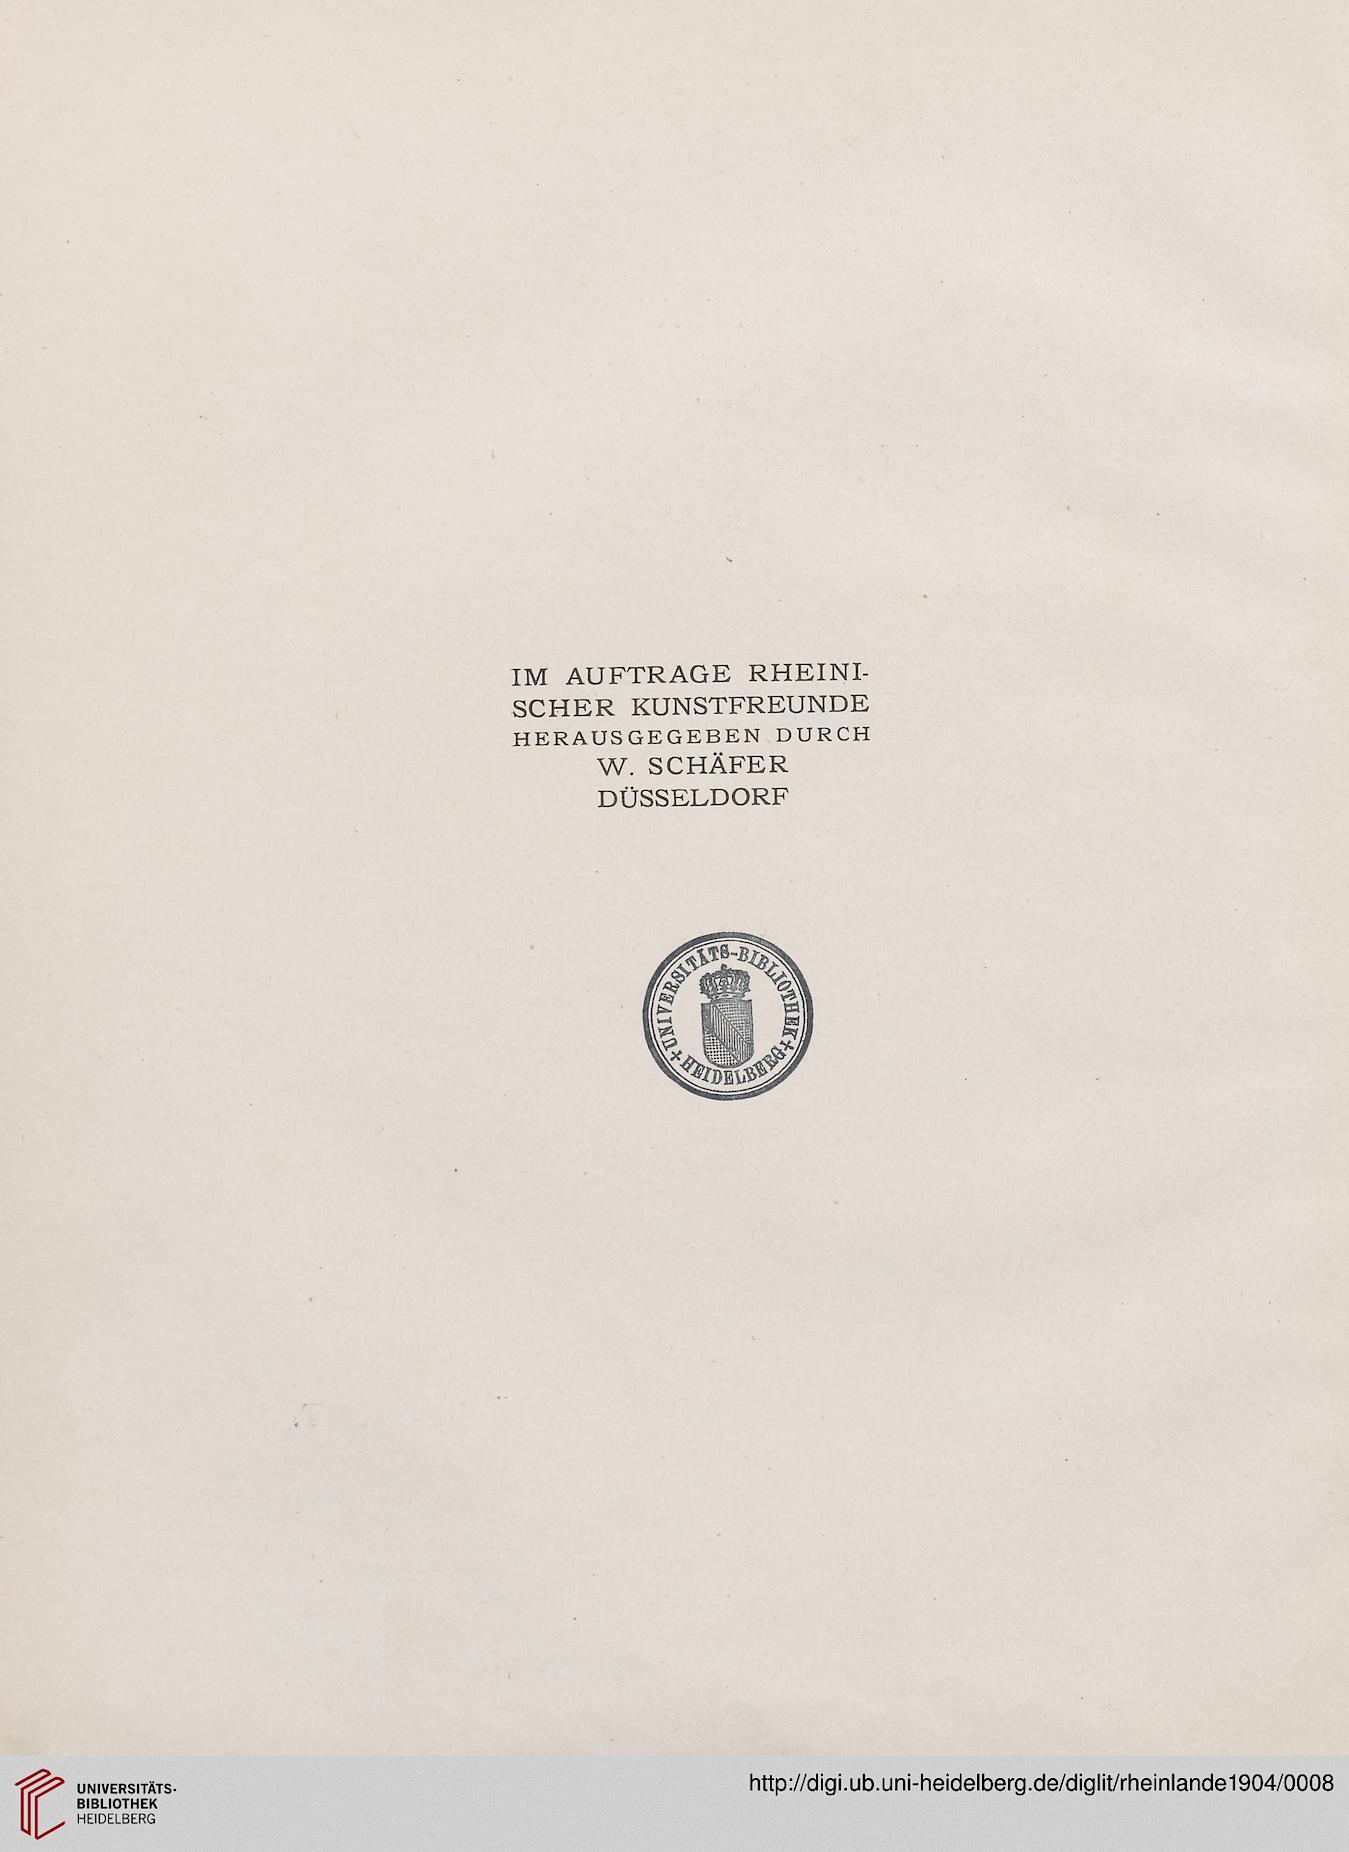 IM AUFTRAGE RHEINI-
SCHER KUNSTFREUNDE
HERAUSGEGEBEN DURCH
W. SCHÄFER
DÜSSELDORF
UNIVERSITÄTS-BIBLIOTHEK
HEIDELBERG
UNIVERSITÄTS-
BIBLIOTHEK
HEIDELBERG
http://digi.ub.uni-heidelberg.de/diglit/rheinlande1904/0008